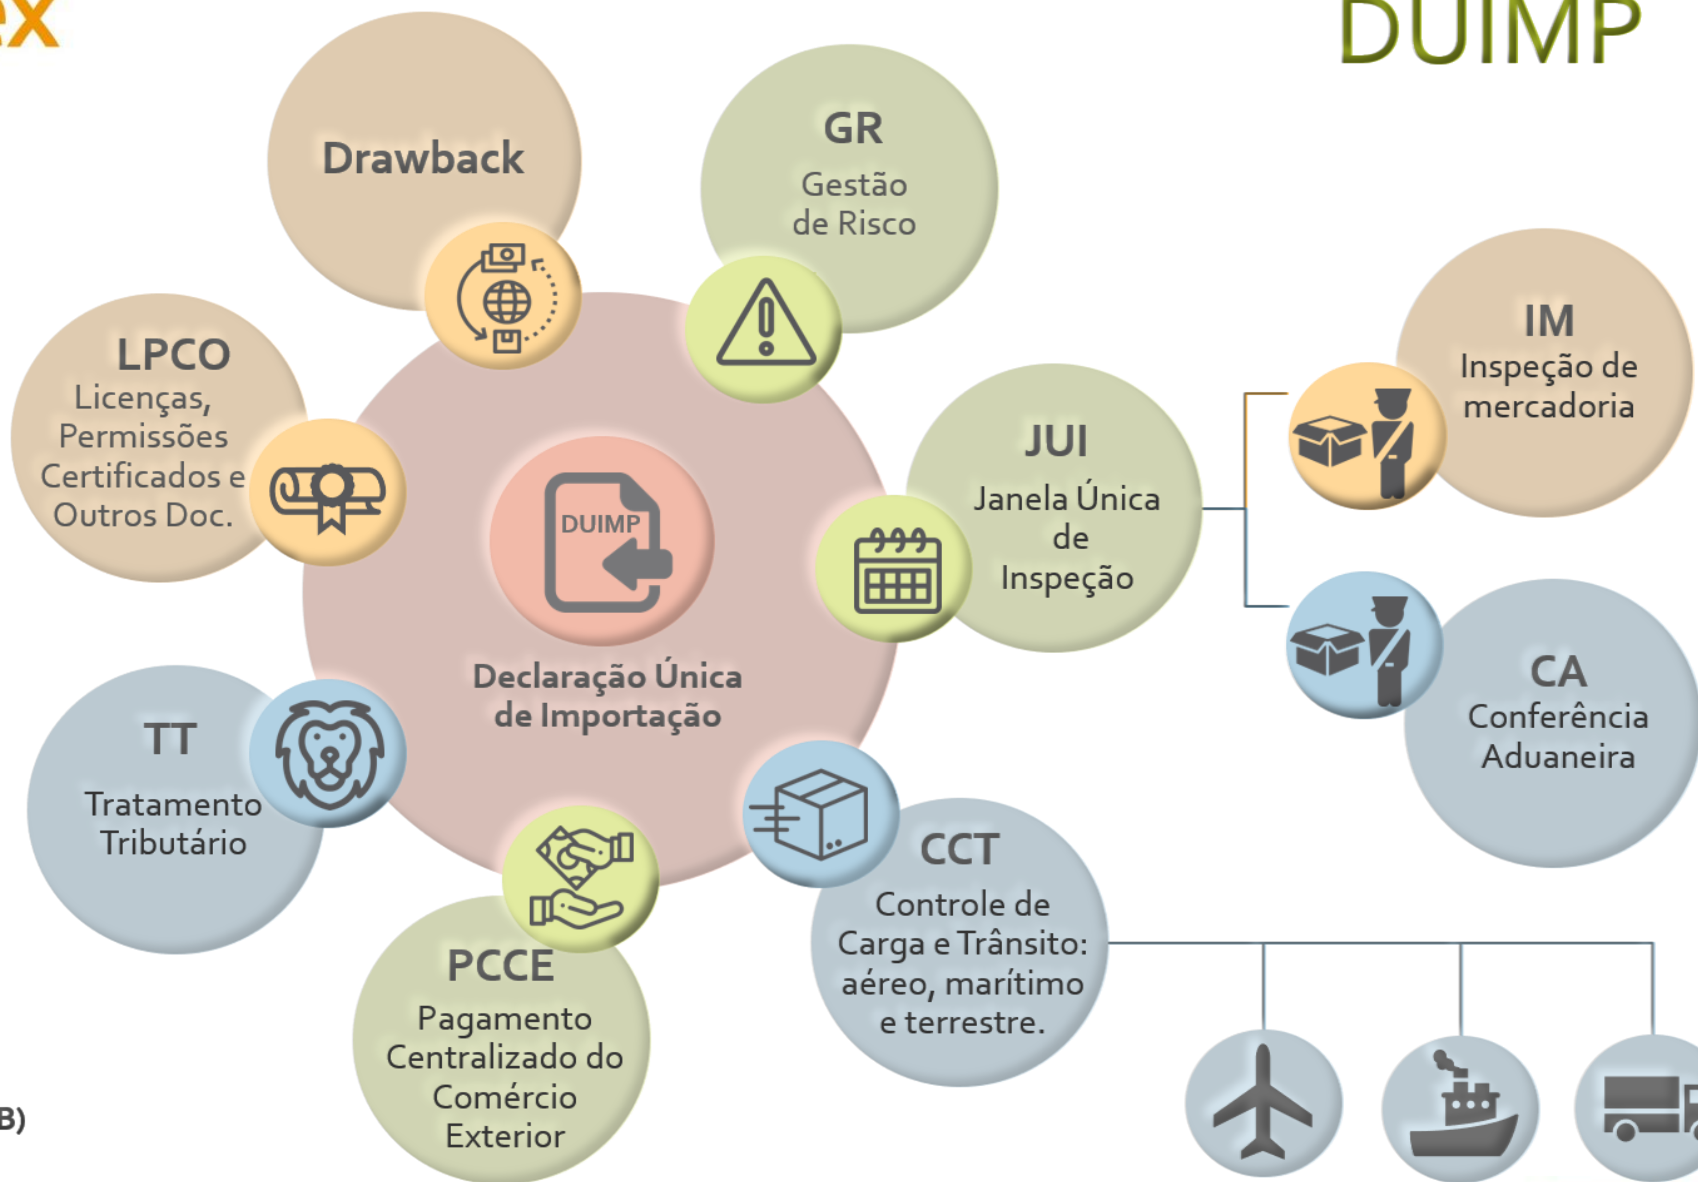 ex
DUIMP
Drawback
GR
Gestão
de Risco
LPCO
Licenças,
Permissões
Certificados e
Outros Doc.
JUI
Janela Única
de
Inspeção
IM
Inspeção de
mercadoria
DUIMP
Declaração Única
de Importação
CA
Conferência
Aduaneira
TT
Tratamento
Tributário
CCT
Controle de
Carga e Trânsito:
aéreo, marítimo
e terrestre.
PCCE
Pagamento
Centralizado do
Comércio
Exterior
B)